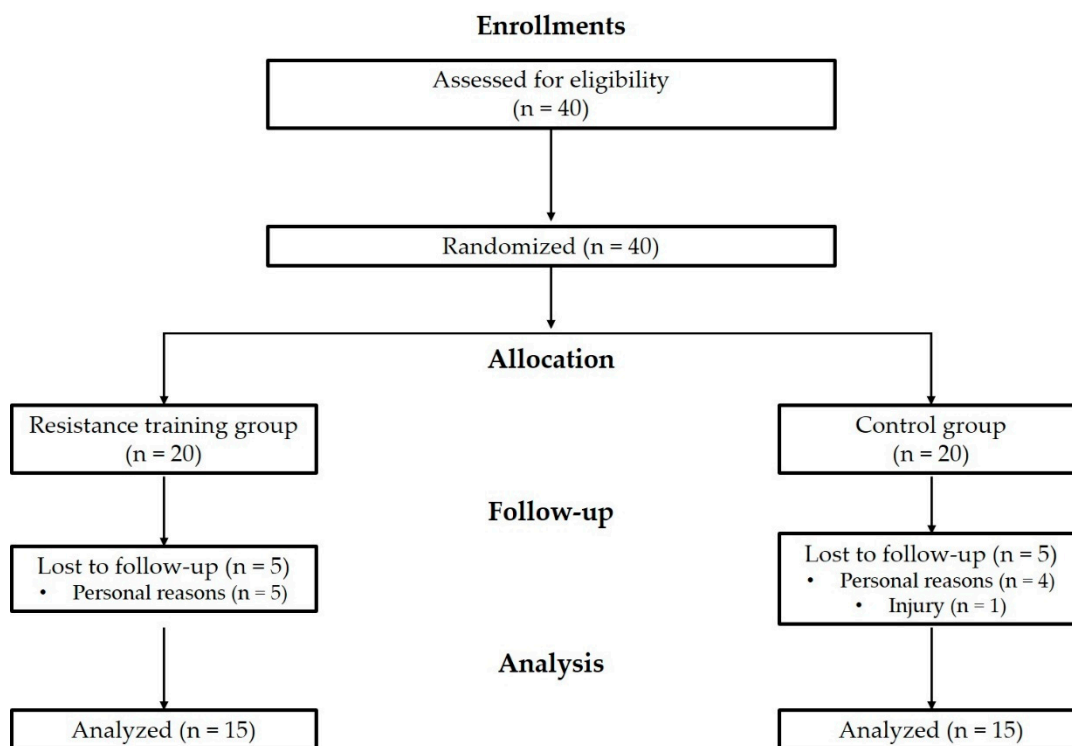 Enrollments
Assessed for eligibility
(n = 40)
Randomized (n = 40)
Allocation
Resistance training group
(n = 20)
Control group
(n = 20)
Follow-up
Lost to follow-up (n = 5)
• Personal reasons (n = 5)
Lost to follow-up (n = 5)
• Personal reasons (n = 4)
• Injury (n = 1)
Analysis
Analyzed (n = 15)
Analyzed (n = 15)